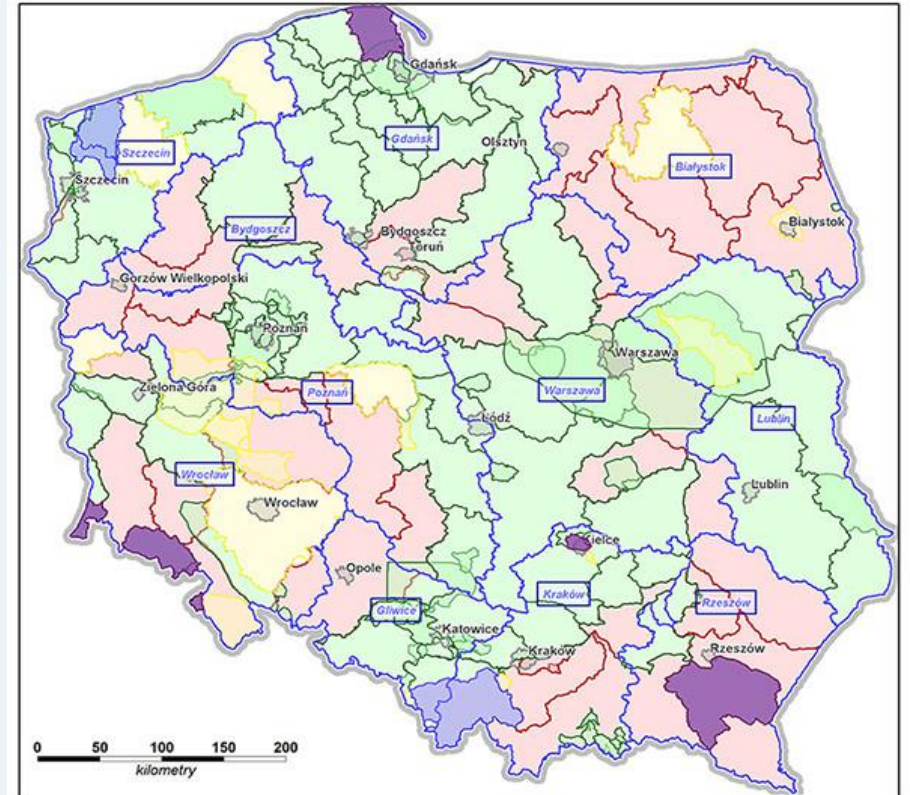 Gdańsk
Gdańsk
Olsztyn
Szczecin
Białystok
Szczecin
Bydgoszcz
Bydgoszcz
Toruń
Bialystok
Gorzów Wielkopolski
Poznań
Warszawa
Zielona Góra
Poznań
Warszawa
Łódź
Lublin
Wrocław
Lublin
Wrocław
Kielce
Opole
Gliwice
Kraków
Rzeszów
Katowice
Kraków
Rzeszów
0 50 100 150 200
kilometry